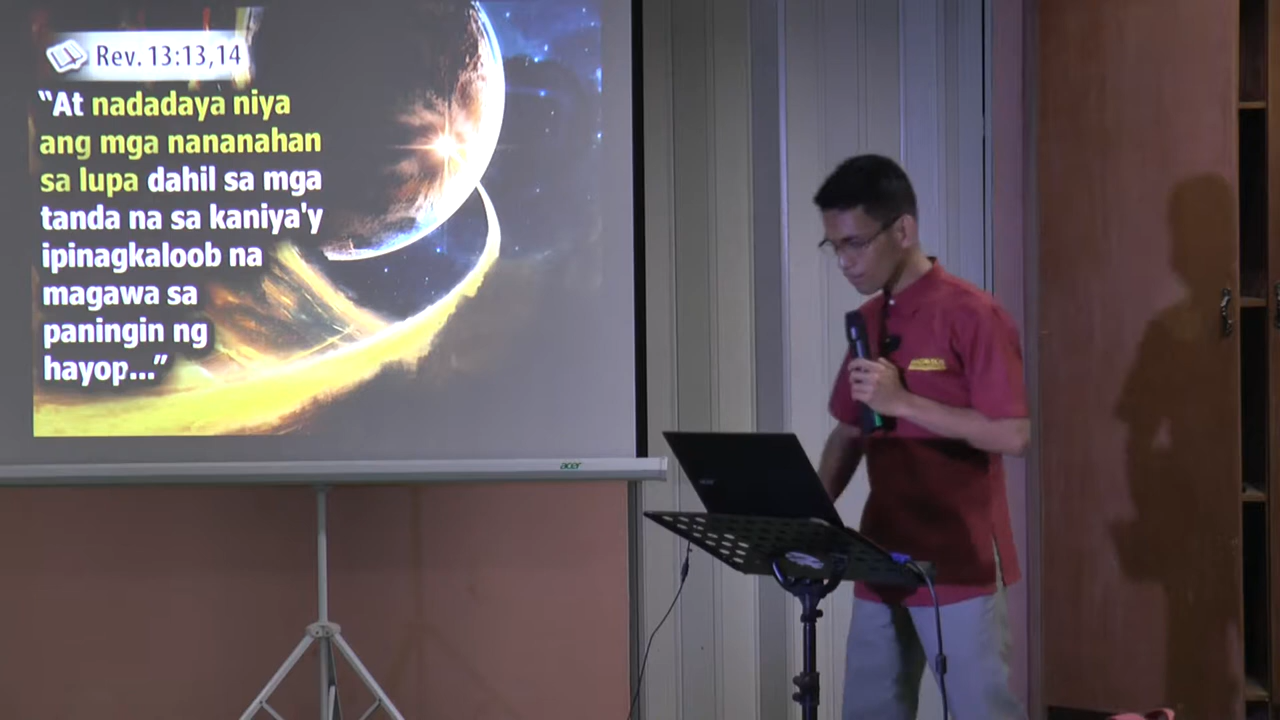 Rev. 13:13,14
“At nadadaya niya
ang mga nananahan
sa lupa dahil sa mga
tanda na sa kaniya'y
ipinagkaloob na
magawa sa
paningin ng
hayop...”
acer